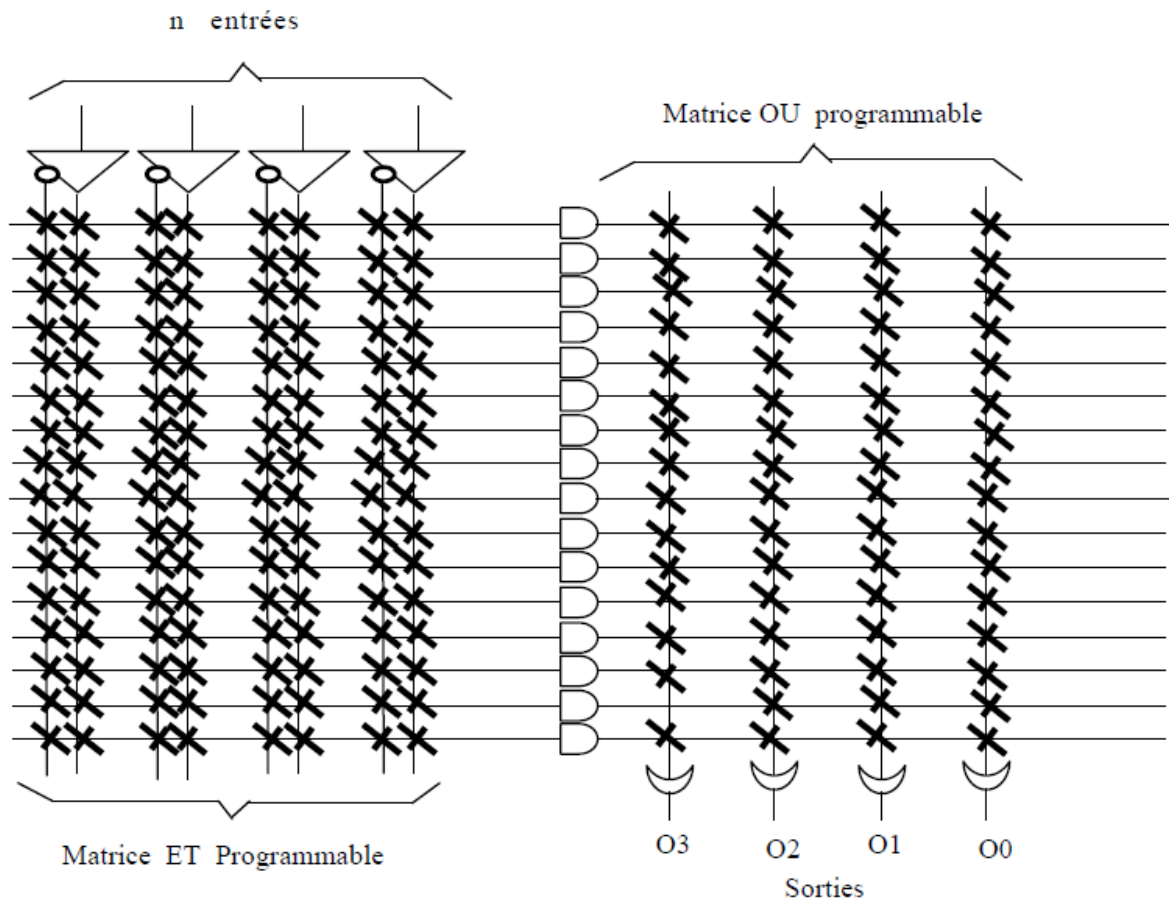 n entrées
Matrice OU programmable
Matrice ET Programmable
O3 O2 O1 O0
Sorties